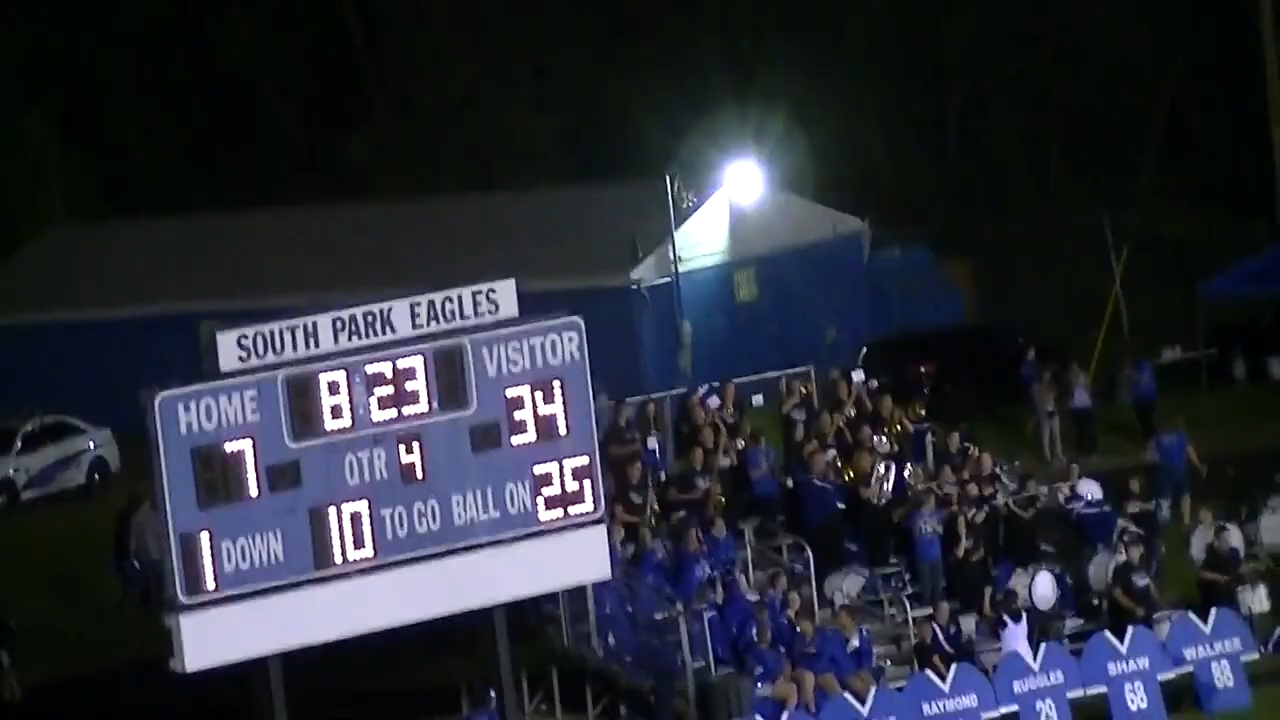 SOUTH PARK EAGLES
HOME 8:23 VISITOR
7 QTR 4 34
1 DOWN 10 TO GO BALL ON 25
RAYMOND
RUGGLES
29
SHAW
68
WALKER
88